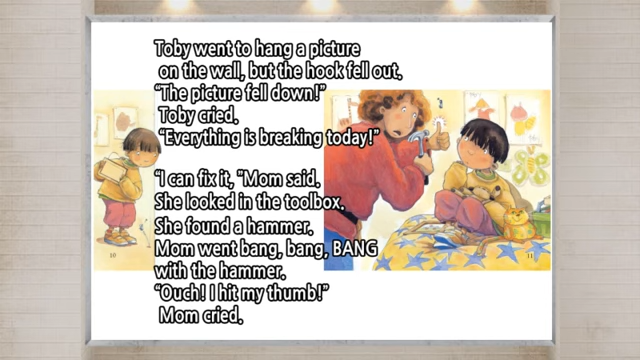 Toby went to hang a picture
on the wall, but the hook fell out.
“The picture fell down!”
Toby cried.
“Everything is breaking today!”
“I can fix it, ”Mom said.
She looked in the toolbox.
She found a hammer.
Mom went bang, bang, BANG
with the hammer.
“Ouch! I hit my thumb!”
Mom cried.
10
11